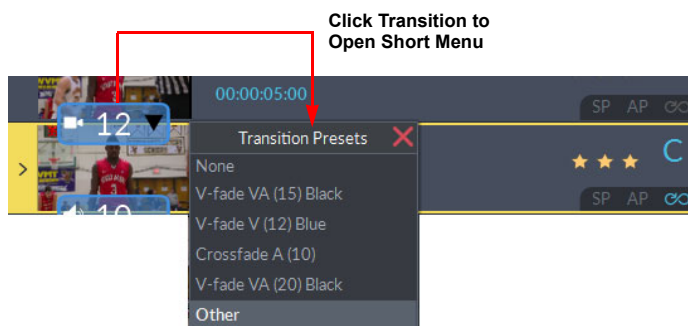 Click Transition to
Open Short Menu
00:00:05:00
SP AP
12
Transition Presets
None
C
V-fade VA (15) Black
V-fade V (12) Blue
SP AP
Crossfade A (10)
V-fade VA (20) Black
Other